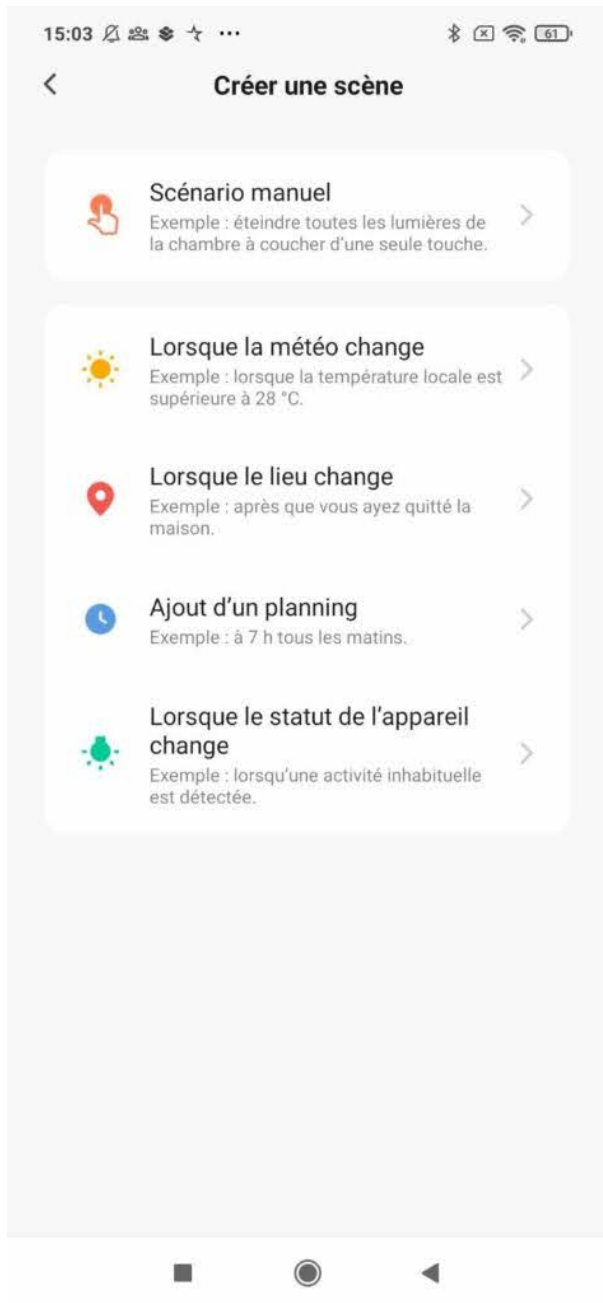 15:03
61
Créer une scène
Scénario manuel
Exemple : éteindre toutes les lumières de
la chambre à coucher d'une seule touche.
Lorsque la météo change
Exemple : lorsque la température locale est
supérieure à 28 °C.
Lorsque le lieu change
Exemple : après que vous ayez quitté la
maison.
Ajout d'un planning
Exemple : à 7 h tous les matins.
Lorsque le statut de l'appareil
change
Exemple : lorsqu'une activité inhabituelle
est détectée.